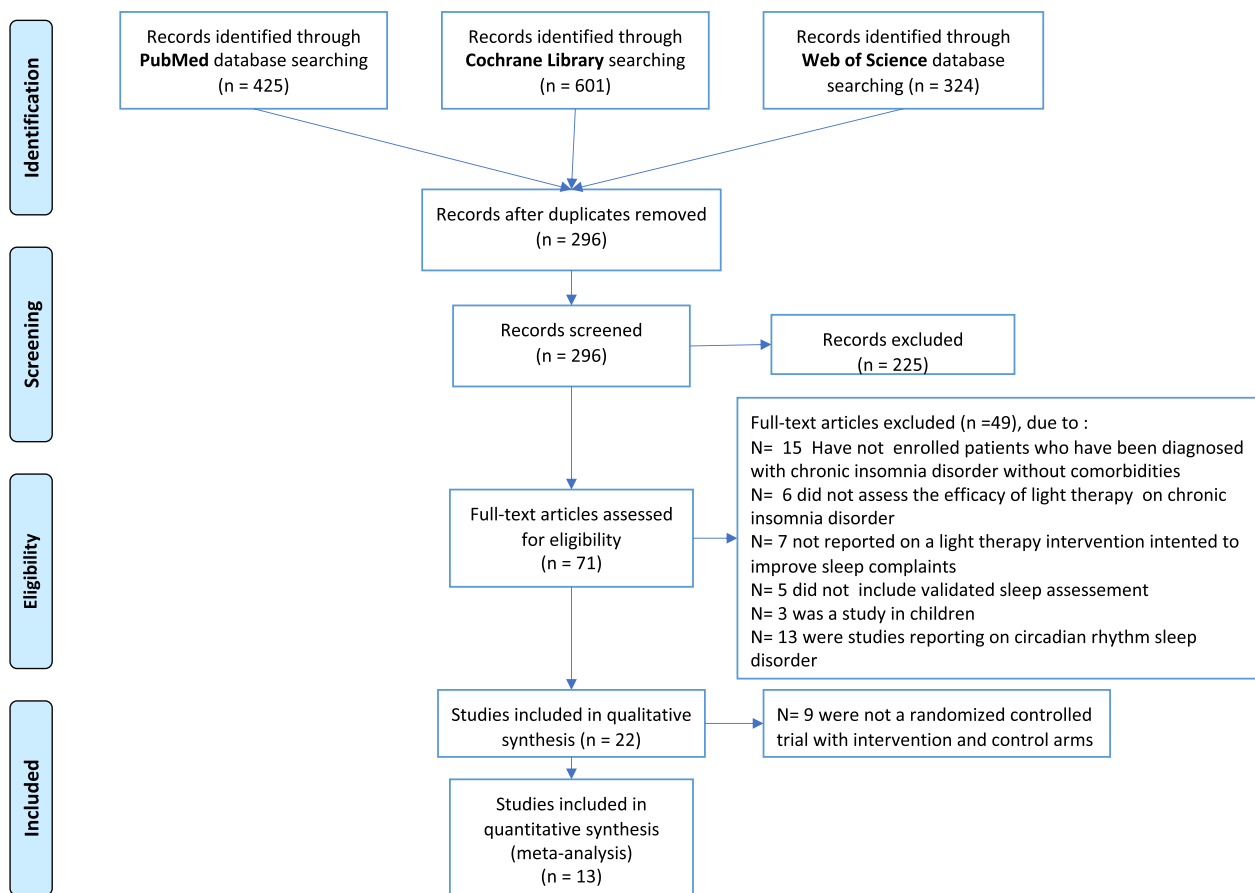 Identification
Records identified through
PubMed database searching
(n = 425)
Records identified through
Cochrane Library searching
(n = 601)
Records identified through
Web of Science database
searching (n = 324)
Records after duplicates removed
(n = 296)
Screening
Records screened
(n = 296)
Records excluded
(n = 225)
Eligibility
Full-text articles assessed
for eligibility
(n = 71)
Full-text articles excluded (n =49), due to :
N= 15 Have not enrolled patients who have been diagnosed
with chronic insomnia disorder without comorbidities
N= 6 did not assess the efficacy of light therapy on chronic
insomnia disorder
N= 7 not reported on a light therapy intervention intented to
improve sleep complaints
N= 5 did not include validated sleep assessement
N= 3 was a study in children
N= 13 were studies reporting on circadian rhythm sleep
disorder
Included
Studies included in qualitative
synthesis (n = 22)
N= 9 were not a randomized controlled
trial with intervention and control arms
Studies included in
quantitative synthesis
(meta-analysis)
(n = 13)